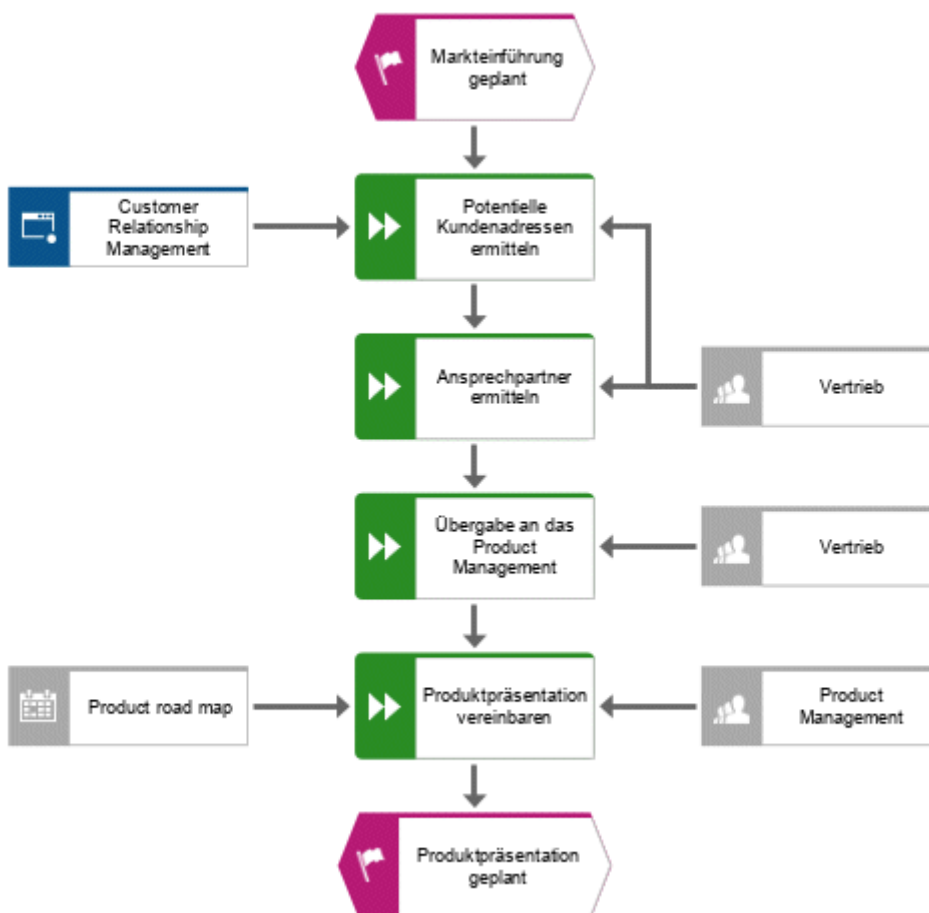 Markteinführung
geplant
Customer
Relationship
Management
Potentielle
Kundenadressen
ermitteln
Ansprechpartner
ermitteln
Vertrieb
Übergabe an das
Product
Management
Vertrieb
Product road map
Produktpräsentation
vereinbaren
Product
Management
Produktpräsentation
geplant